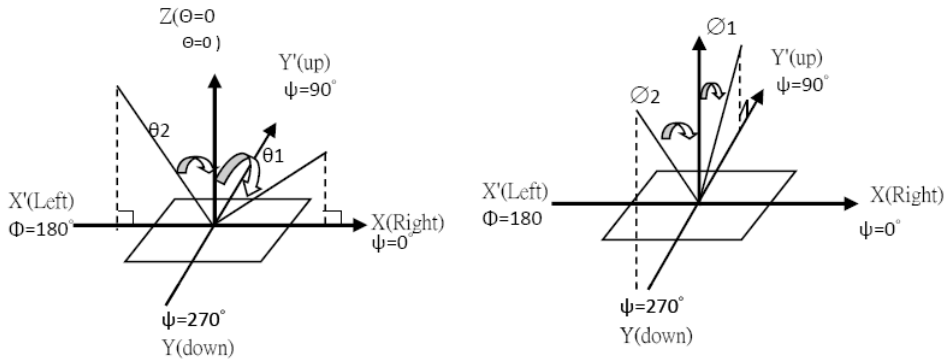 Z(Θ=0
Θ=0 )
Y'(up)
ψ=90°
θ2
θ1
X'(Left)
Φ=180°
X(Right)
ψ=0°
ψ=270°
Y(down)
∅1
Y'(up)
ψ=90°
∅2
X'(Left)
Φ=180
X(Right)
ψ=0°
ψ=270°
Y(down)